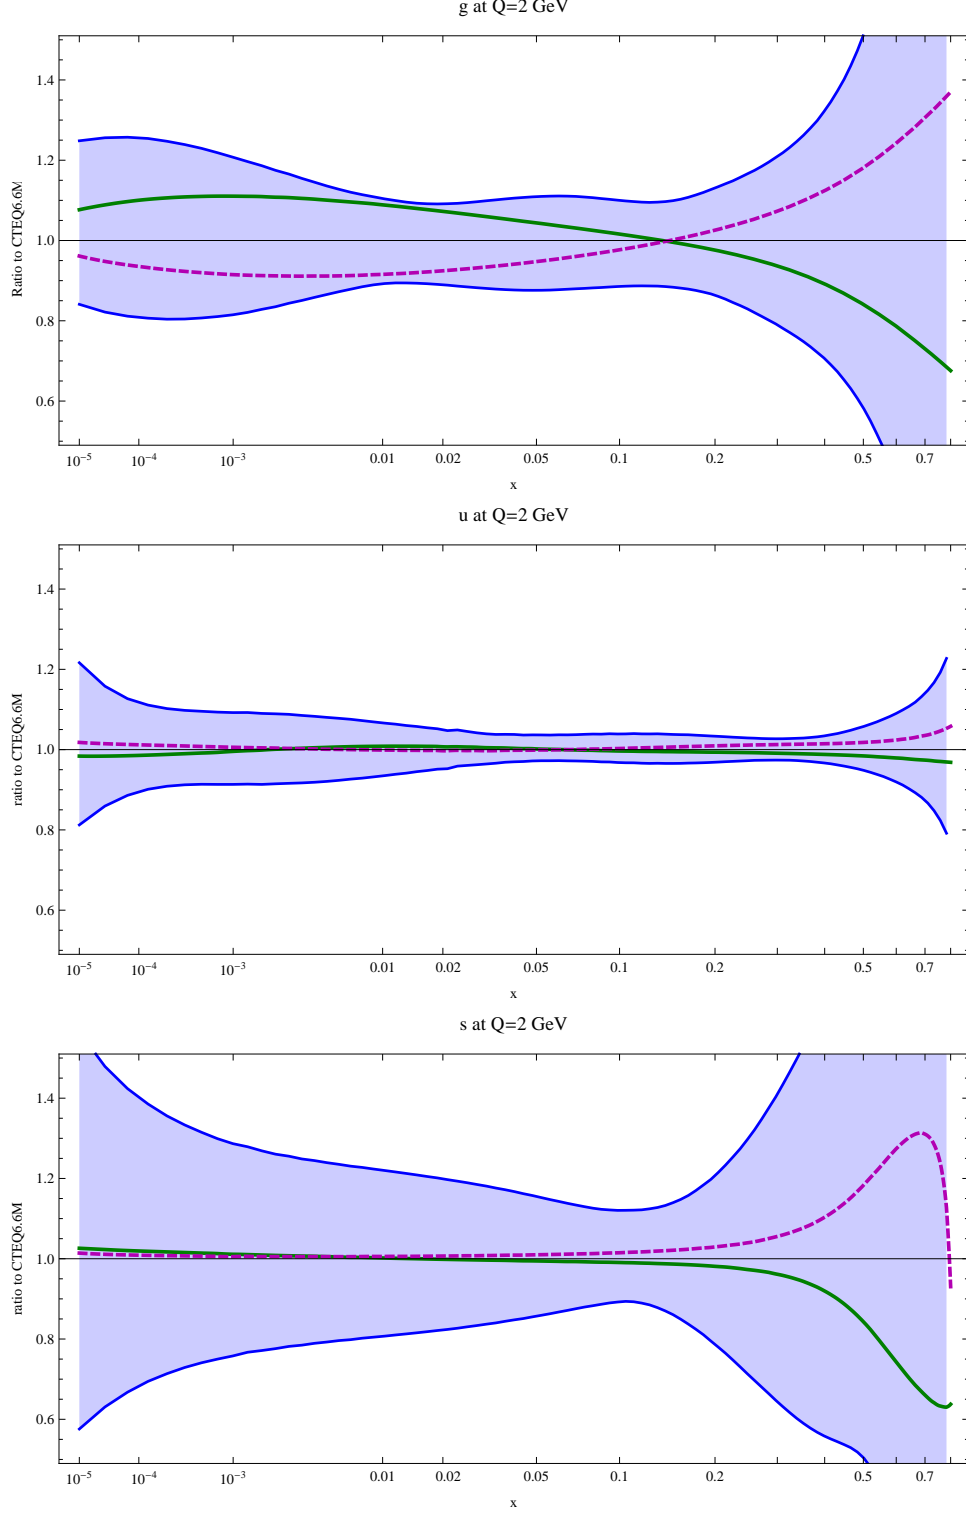 g at Q=2 GeV
Ratio to CTEQ6.6M
1.4
1.2
1.0
0.8
0.6
10⁻⁵ 10⁻⁴ 10⁻³ 0.01 0.02 0.05 0.1 0.2 0.5 0.7
x
u at Q=2 GeV
ratio to CTEQ6.6M
1.4
1.2
1.0
0.8
0.6
10⁻⁵ 10⁻⁴ 10⁻³ 0.01 0.02 0.05 0.1 0.2 0.5 0.7
x
s at Q=2 GeV
ratio to CTEQ6.6M
1.4
1.2
1.0
0.8
0.6
10⁻⁵ 10⁻⁴ 10⁻³ 0.01 0.02 0.05 0.1 0.2 0.5 0.7
x